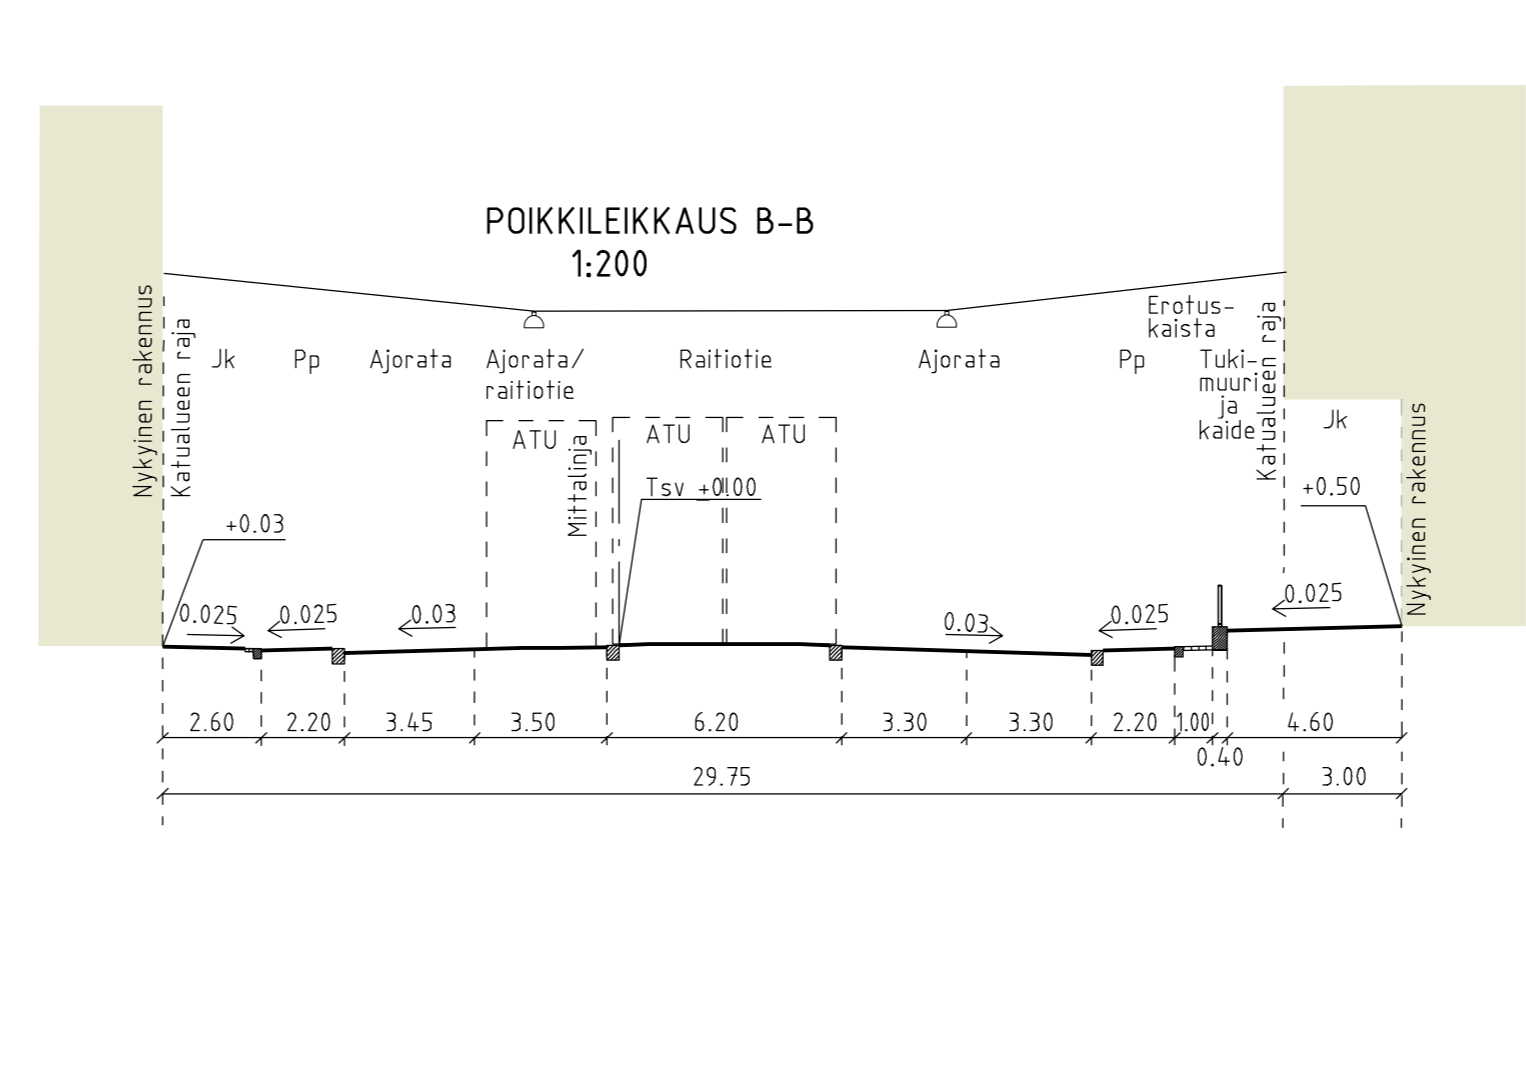 POIKKILEIKKAUS B-B
1:200
Nykyinen rakennus
Katualueen raja
Jk
Pp
Ajorata
Ajorata/
raitiotie
Raitiotie
Ajorata
Pp
Erotus-
kaista
Tuki-
muuri
ja
kaide
Katualueen raja
Jk
Nykyinen rakennus
ATU
Mittalinja
ATU
ATU
Tsv +0.00
+0.03
+0.50
0.025
0.025
0.03
0.03
0.025
0.025
2.60
2.20
3.45
3.50
6.20
3.30
3.30
2.20
1.00
0.40
4.60
29.75
3.00